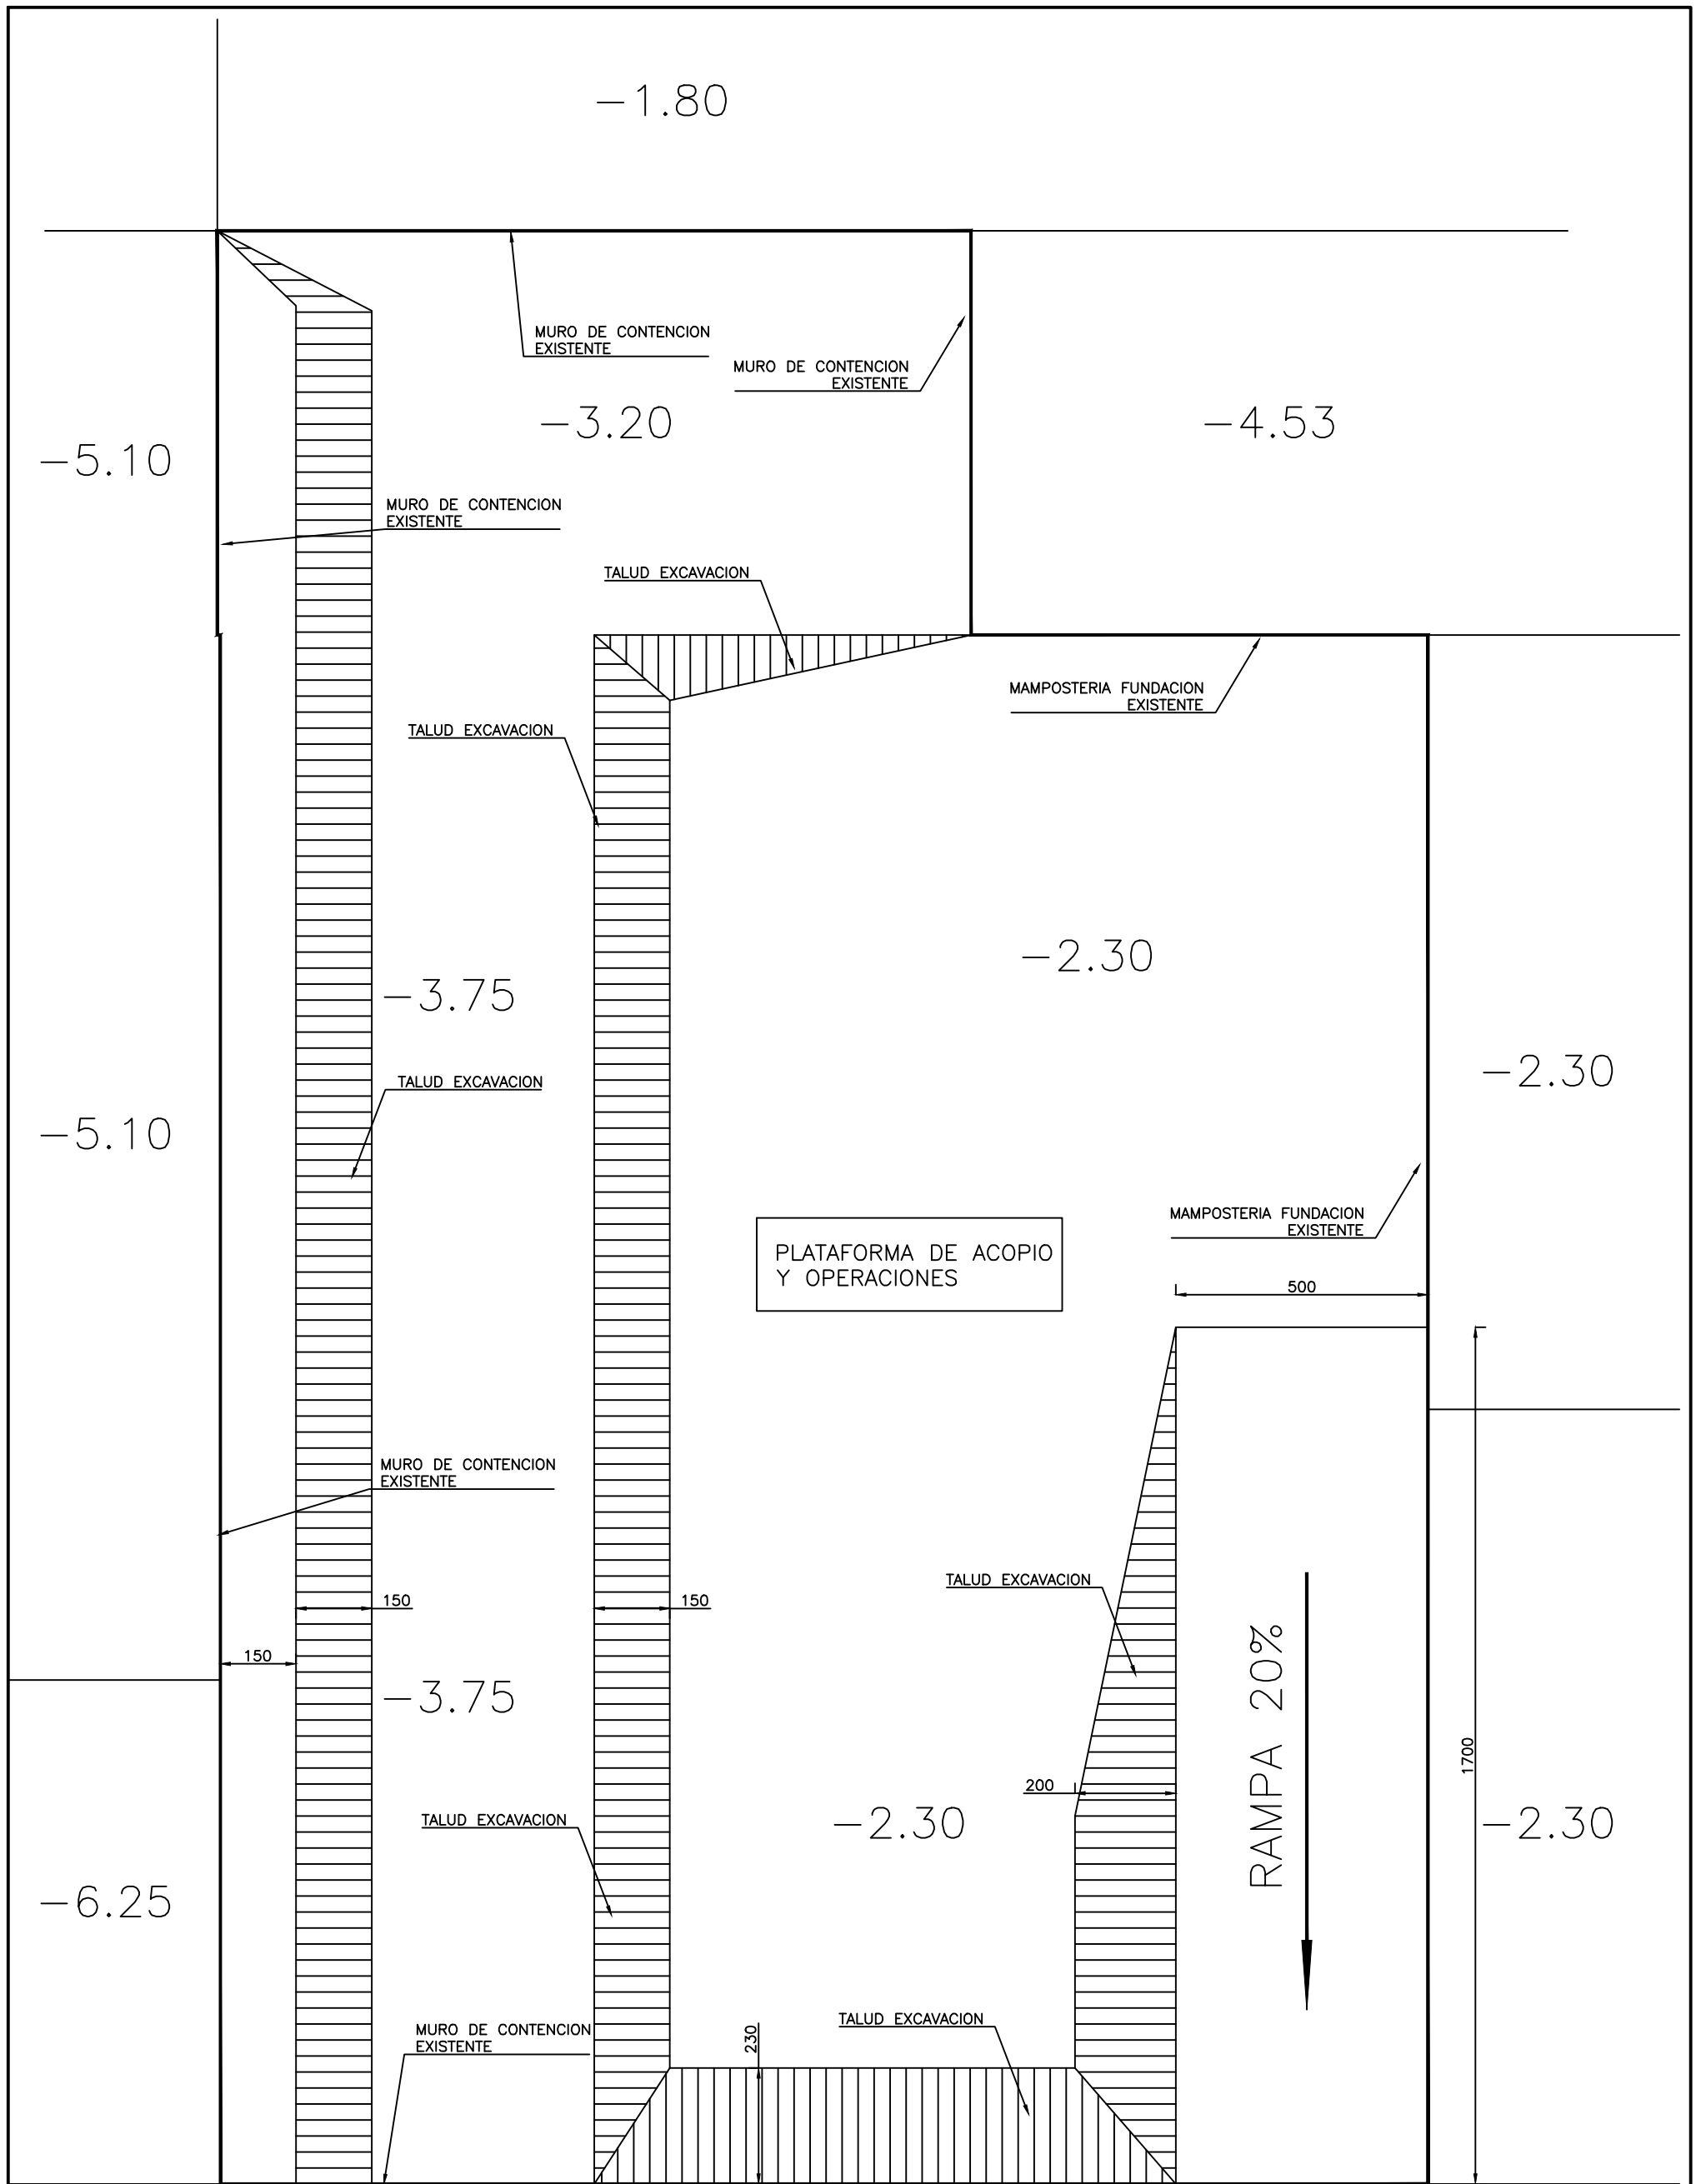 -1.80
MURO DE CONTENCION
EXISTENTE
MURO DE CONTENCION
EXISTENTE
-3.20
-4.53
-5.10
MURO DE CONTENCION
EXISTENTE
TALUD EXCAVACION
MAMPOSTERIA FUNDACION
EXISTENTE
TALUD EXCAVACION
-2.30
-3.75
-2.30
TALUD EXCAVACION
-5.10
MAMPOSTERIA FUNDACION
EXISTENTE
PLATAFORMA DE ACOPIO
Y OPERACIONES
500
MURO DE CONTENCION
EXISTENTE
TALUD EXCAVACION
150
150
150
-3.75
RAMPA 20%
1700
200
TALUD EXCAVACION
-2.30
-2.30
-6.25
TALUD EXCAVACION
MURO DE CONTENCION
EXISTENTE
230